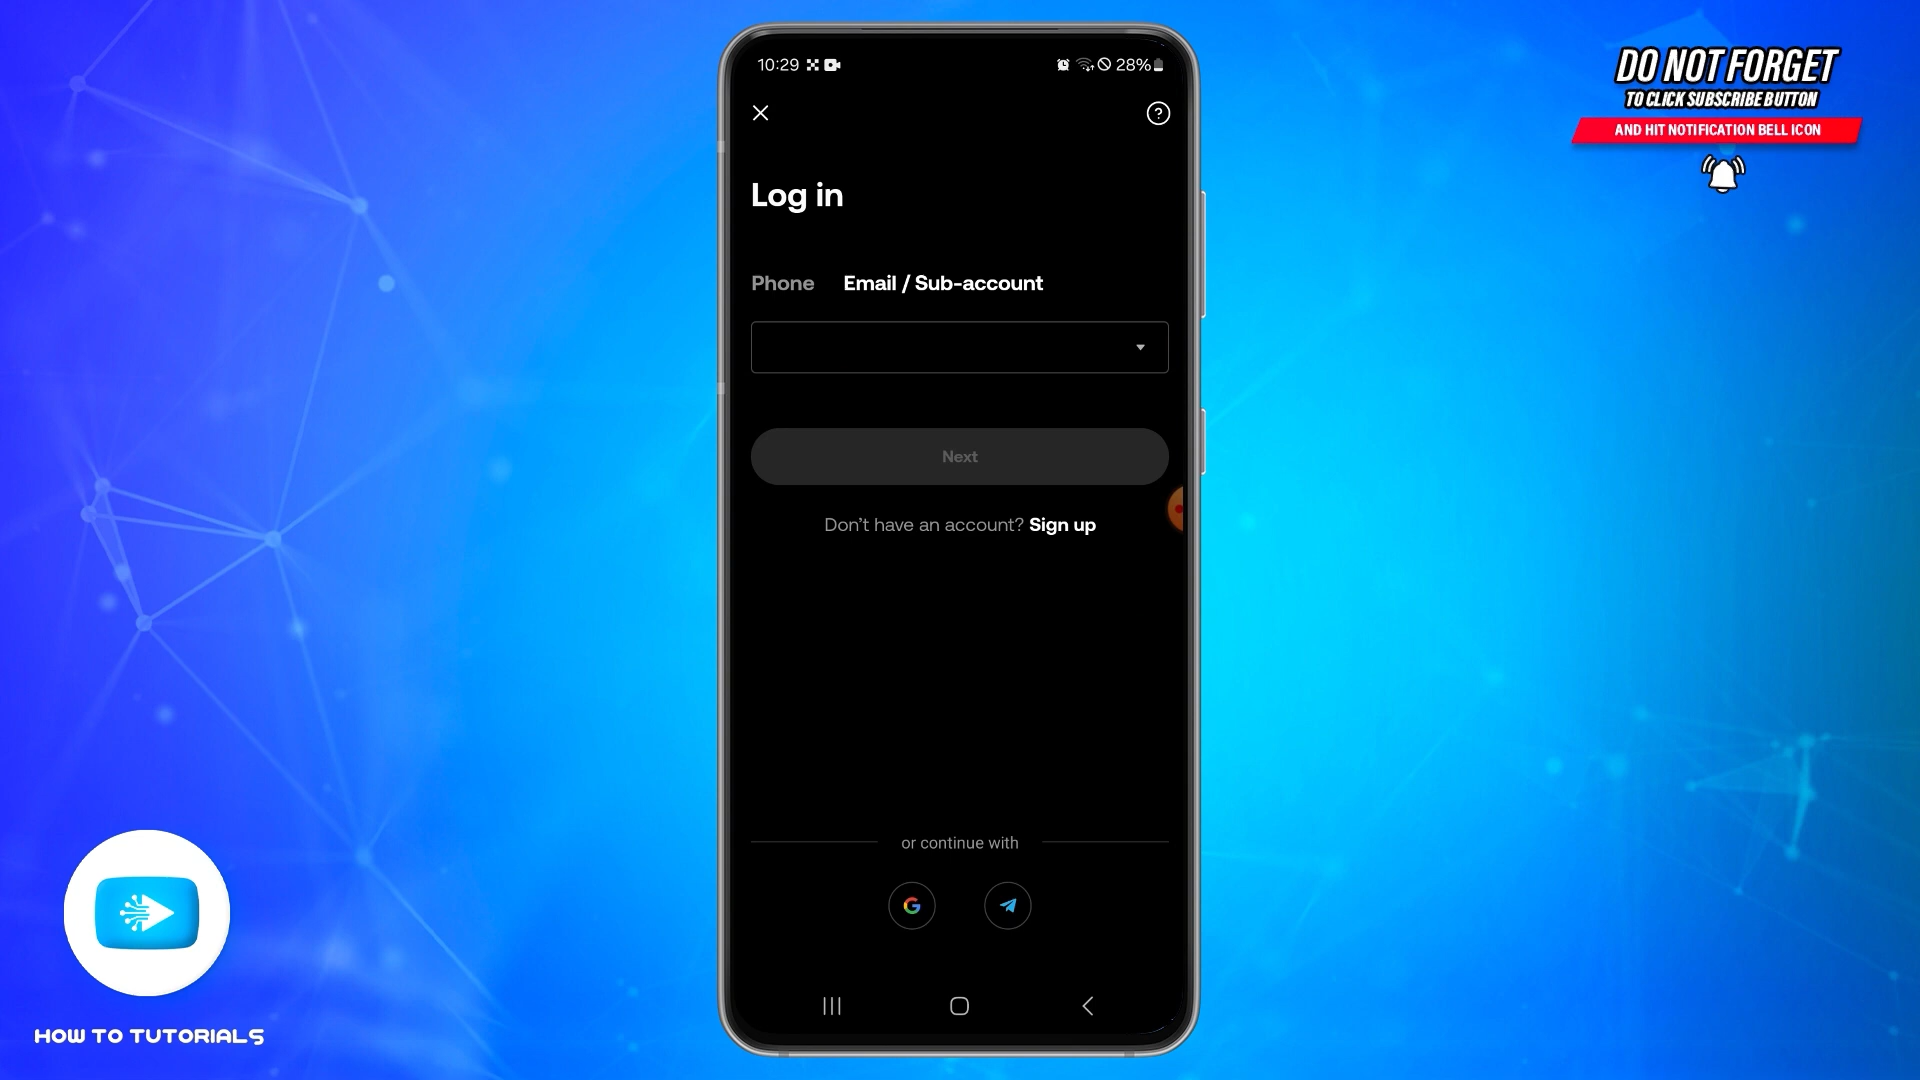 DO NOT FORGET
TO CLICK SUBSCRIBE BUTTON
AND HIT NOTIFICATION BELL ICON
10:29
28%
Log in
Phone Email / Sub-account
Next
Don't have an account? Sign up
or continue with
HOW TO TUTORIALS